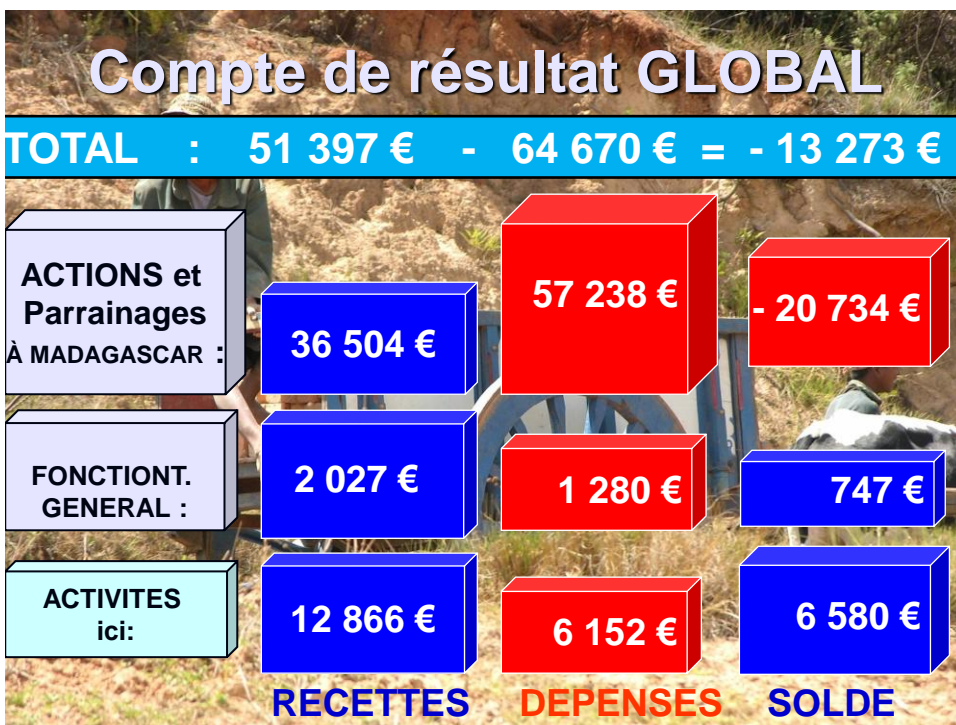 Compte de résultat GLOBAL
TOTAL : 51 397 € - 64 670 € = - 13 273 €
ACTIONS et
Parrainages
À MADAGASCAR :
36 504 €
57 238 €
- 20 734 €
FONCTIONT.
GENERAL :
2 027 €
1 280 €
747 €
ACTIVITES
ici:
12 866 €
6 152 €
6 580 €
RECETTES DEPENSES SOLDE